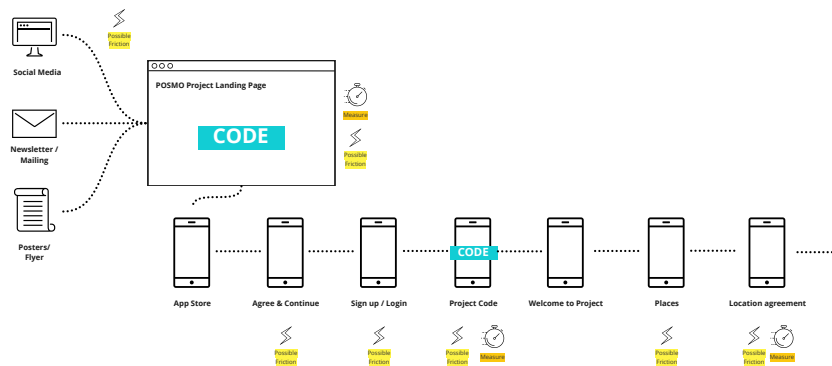 Possible
Friction
Social Media
POSMO Project Landing Page
CODE
Measure
Possible
Friction
Newsletter /
Mailing
Posters/
Flyer
CODE
App Store
Agree & Continue
Sign up / Login
Project Code
Welcome to Project
Places
Location agreement
Possible
Friction
Possible
Friction
Possible
Friction
Measure
Possible
Friction
Possible
Friction
Measure